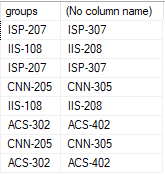 groups (No column name)
ISP-207 ISP-307
IIS-108 IIS-208
ISP-207 ISP-307
CNN-205 CNN-305
IIS-108 IIS-208
ACS-302 ACS-402
CNN-205 CNN-305
ACS-302 ACS-402